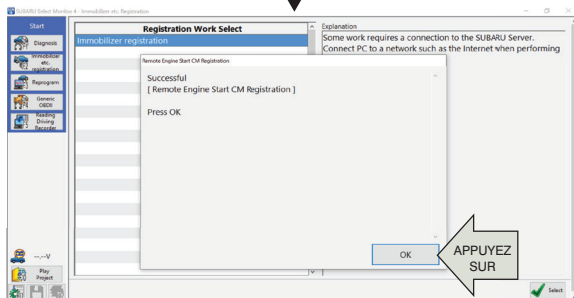 SUBARU Select Monitor 4 - Immobilizer etc. Registration
Start
Diagnosis
Immobilizer
etc.
registration
Reprogram
Generic
OBDII
Reading
Driving
Recorder
--.--V
Play
Project
Registration Work Select
Immobilizer registration
Explanation
Some work requires a connection to the SUBARU Server.
Connect PC to a network such as the Internet when performing
Remote Engine Start CM Registration
Successful
[ Remote Engine Start CM Registration ]
Press OK
OK
APPUYEZ
SUR
Select